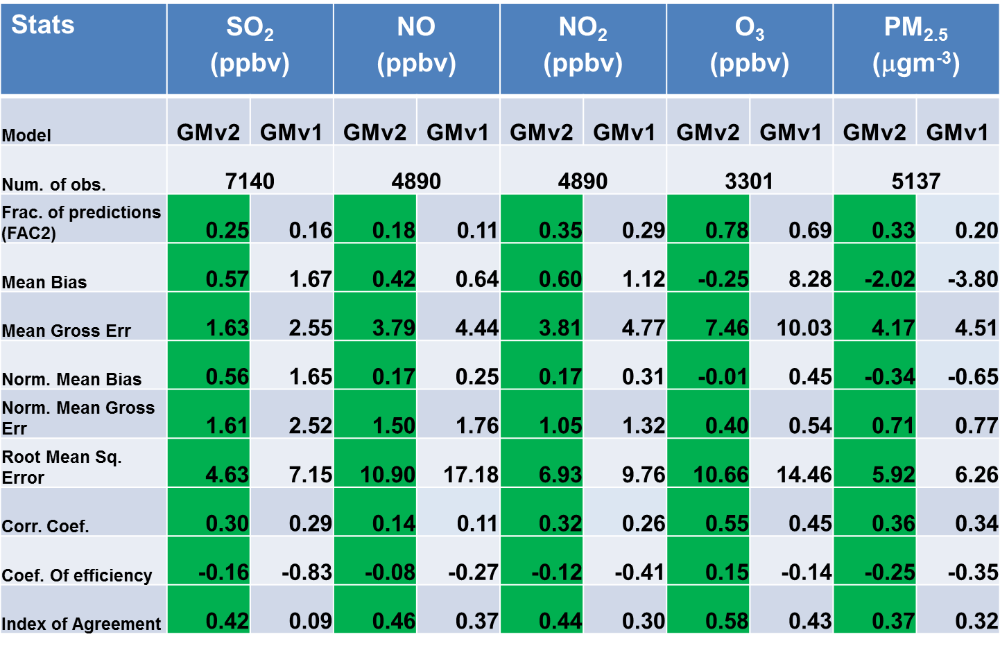 Stats SO2 NO NO2 O3 PM2.5
(ppbv) (ppbv) (ppbv) (ppbv) (μgm-3)
Model GMv2 GMv1 GMv2 GMv1 GMv2 GMv1 GMv2 GMv1 GMv2 GMv1
Num. of obs. 7140 4890 4890 3301 5137
Frac. of predictions
(FAC2) 0.25 0.16 0.18 0.11 0.35 0.29 0.78 0.69 0.33 0.20
Mean Bias 0.57 1.67 0.42 0.64 0.60 1.12 -0.25 8.28 -2.02 -3.80
Mean Gross Err 1.63 2.55 3.79 4.44 3.81 4.77 7.46 10.03 4.17 4.51
Norm. Mean Bias 0.56 1.65 0.17 0.25 0.17 0.31 -0.01 0.45 -0.34 -0.65
Norm. Mean Gross
Err 1.61 2.52 1.50 1.76 1.05 1.32 0.40 0.54 0.71 0.77
Root Mean Sq.
Error 4.63 7.15 10.90 17.18 6.93 9.76 10.66 14.46 5.92 6.26
Corr. Coef. 0.30 0.29 0.14 0.11 0.32 0.26 0.55 0.45 0.36 0.34
Coef. Of efficiency -0.16 -0.83 -0.08 -0.27 -0.12 -0.41 0.15 -0.14 -0.25 -0.35
Index of Agreement 0.42 0.09 0.46 0.37 0.44 0.30 0.58 0.43 0.37 0.32